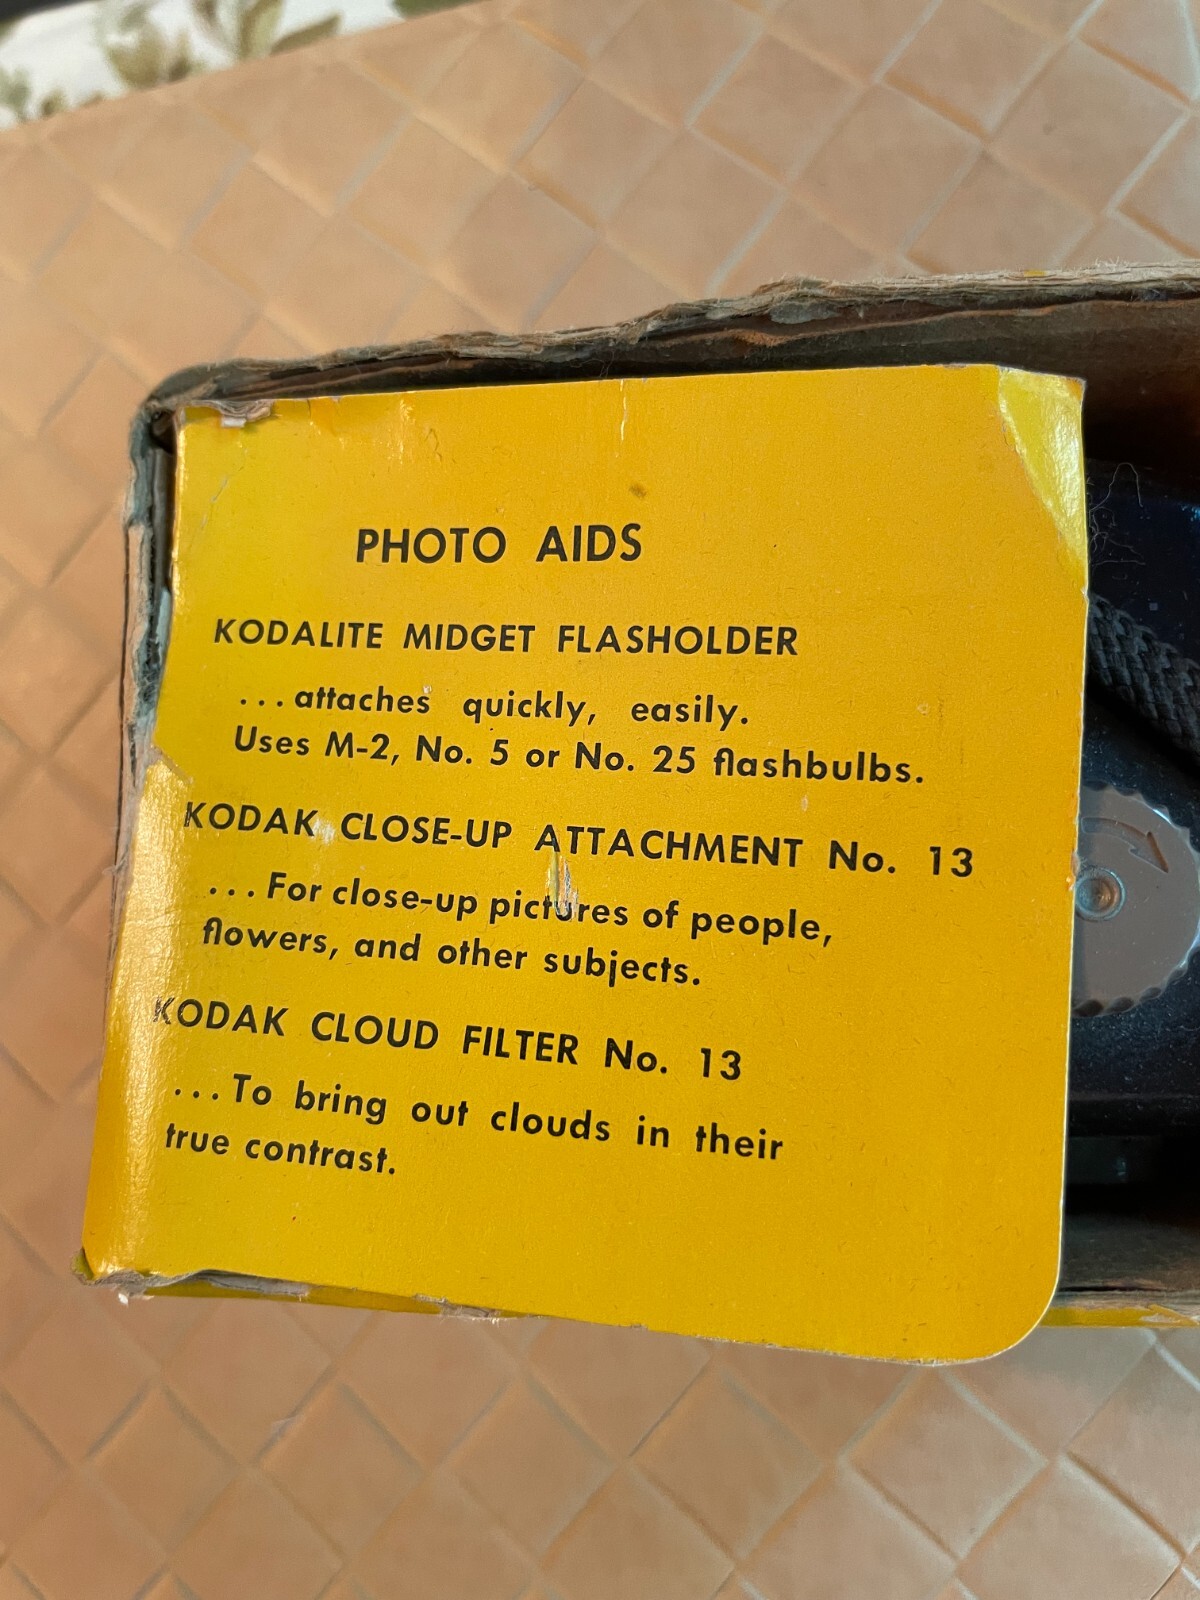 PHOTO AIDS
KODALITE MIDGET FLASHOLDER
...attaches quickly, easily.
Uses M-2, No. 5 or No. 25 flashbulbs.
KODAK CLOSE-UP ATTACHMENT No. 13
...For close-up pictures of people,
flowers, and other subjects.
KODAK CLOUD FILTER No. 13
...To bring out clouds in their
true contrast.